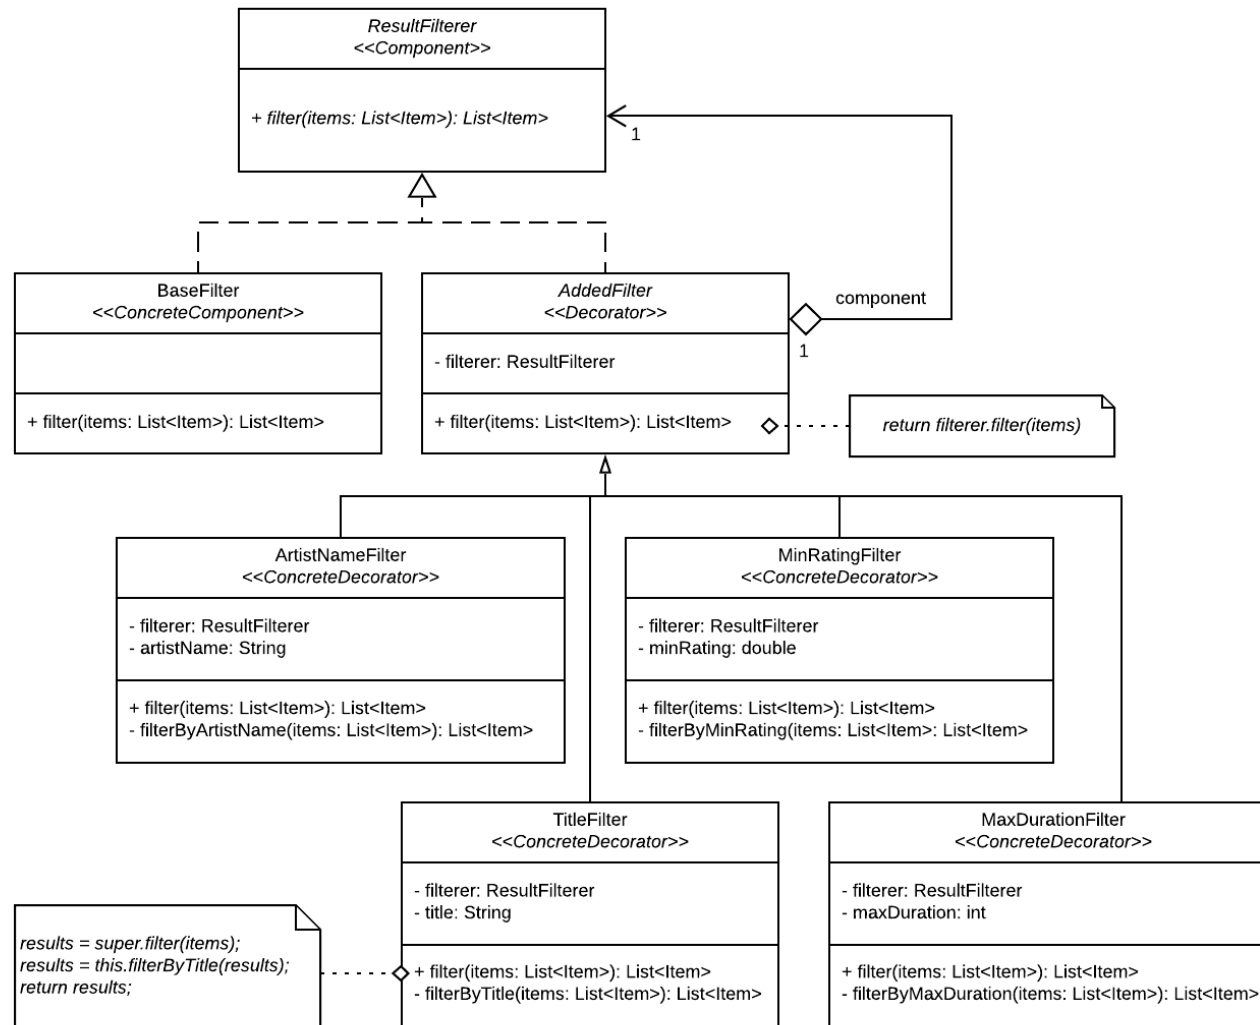 ResultFilterer
<<Component>>
+ filter(items: List<Item>): List<Item>
1
BaseFilter
<<ConcreteComponent>>
+ filter(items: List<Item>): List<Item>
AddedFilter
<<Decorator>>
- filterer: ResultFilterer
+ filter(items: List<Item>): List<Item>
component
1
return filterer.filter(items)
ArtistNameFilter
<<ConcreteDecorator>>
- filterer: ResultFilterer
- artistName: String
+ filter(items: List<Item>): List<Item>
- filterByArtistName(items: List<Item>): List<Item>
MinRatingFilter
<<ConcreteDecorator>>
- filterer: ResultFilterer
- minRating: double
+ filter(items: List<Item>): List<Item>
- filterByMinRating(items: List<Item>: List<Item>
results = super.filter(items);
results = this.filterByTitle(results);
return results;
TitleFilter
<<ConcreteDecorator>>
- filterer: ResultFilterer
- title: String
+ filter(items: List<Item>): List<Item>
- filterByTitle(items: List<Item>): List<Item>
MaxDurationFilter
<<ConcreteDecorator>>
- filterer: ResultFilterer
- maxDuration: int
+ filter(items: List<Item>): List<Item>
- filterByMaxDuration(items: List<Item>): List<Item>